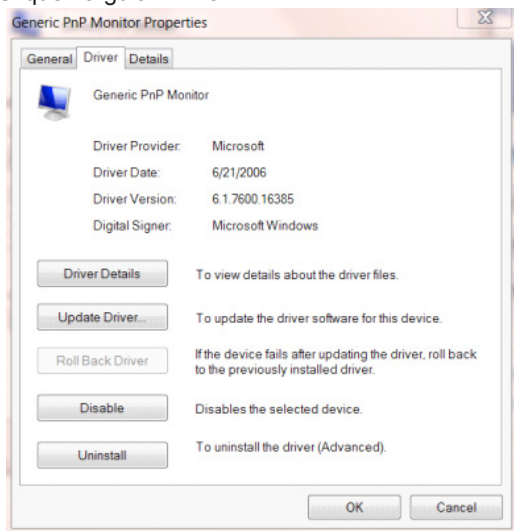 Generic PnP Monitor Properties
General Driver Details
Generic PnP Monitor
Driver Provider: Microsoft
Driver Date: 6/21/2006
Driver Version: 6.1.7600.16385
Digital Signer: Microsoft Windows
Driver Details To view details about the driver files.
Update Driver... To update the driver software for this device.
Roll Back Driver If the device fails after updating the driver, roll back
to the previously installed driver.
Disable Disables the selected device.
Uninstall To uninstall the driver (Advanced).
OK Cancel